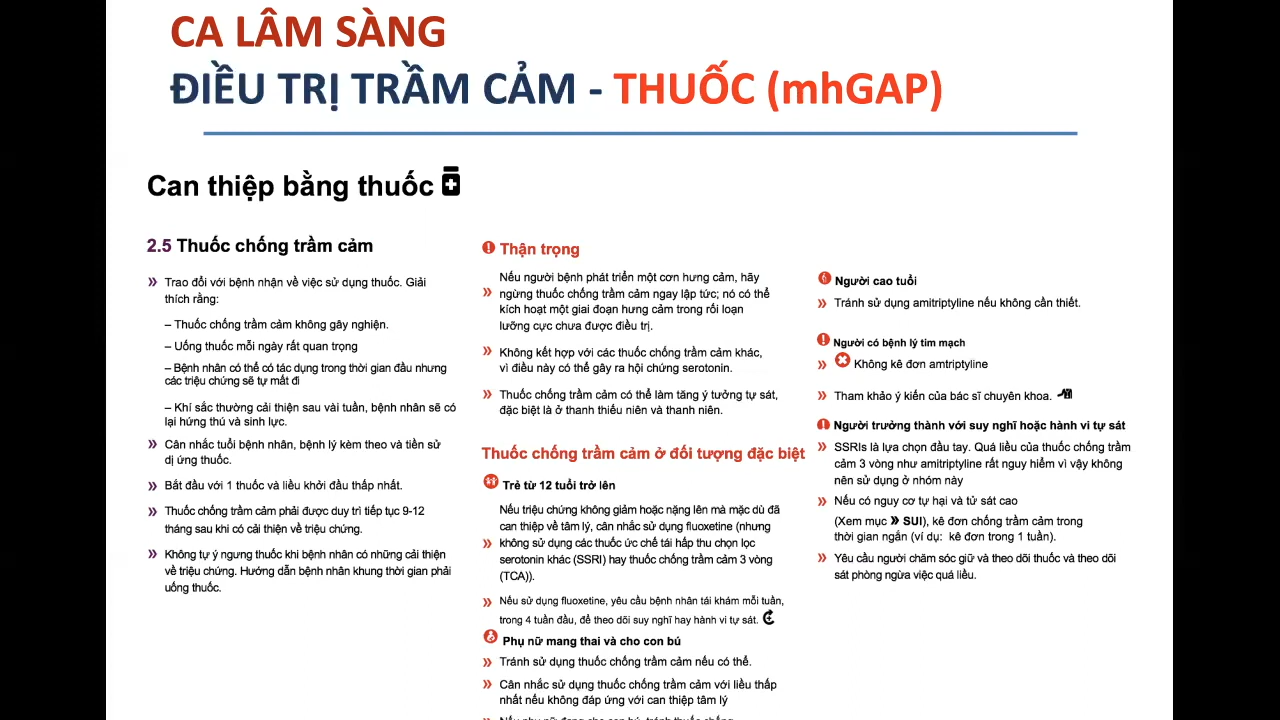 CA LÂM SÀNG
ĐIỀU TRỊ TRẦM CẢM - THUỐC (mhGAP)
Can thiệp bằng thuốc
2.5 Thuốc chống trầm cảm
» Trao đổi với bệnh nhận về việc sử dụng thuốc. Giải
thích rằng:
– Thuốc chống trầm cảm không gây nghiện.
– Uống thuốc mỗi ngày rất quan trọng
– Bệnh nhân có thể có tác dụng trong thời gian đầu nhưng
các triệu chứng sẽ tự mất đi
– Khí sắc thường cải thiện sau vài tuần, bệnh nhân sẽ có
lại hứng thú và sinh lực.
» Cân nhắc tuổi bệnh nhân, bệnh lý kèm theo và tiền sử
dị ứng thuốc.
» Bắt đầu với 1 thuốc và liều khởi đầu thấp nhất.
» Thuốc chống trầm cảm phải được duy trì tiếp tục 9-12
tháng sau khi có cải thiện về triệu chứng.
» Không tự ý ngưng thuốc khi bệnh nhân có những cải thiện
về triệu chứng. Hướng dẫn bệnh nhân khung thời gian phải
uống thuốc.
Thận trọng
Nếu người bệnh phát triển một cơn hưng cảm, hãy
» ngừng thuốc chống trầm cảm ngay lập tức; nó có thể
kích hoạt một giai đoạn hưng cảm trong rối loạn
lưỡng cực chưa được điều trị.
» Không kết hợp với các thuốc chống trầm cảm khác,
vì điều này có thể gây ra hội chứng serotonin.
» Thuốc chống trầm cảm có thể làm tăng ý tưởng tự sát,
đặc biệt là ở thanh thiếu niên và thanh niên.
Thuốc chống trầm cảm ở đối tượng đặc biệt
Trẻ từ 12 tuổi trở lên
Nếu triệu chứng không giảm hoặc nặng lên mà mặc dù đã
can thiệp về tâm lý, cân nhắc sử dụng fluoxetine (nhưng
» không sử dụng các thuốc ức chế tái hấp thu chọn lọc
serotonin khác (SSRI) hay thuốc chống trầm cảm 3 vòng
(TCA)).
» Nếu sử dụng fluoxetine, yêu cầu bệnh nhân tái khám mỗi tuần,
trong 4 tuần đầu, để theo dõi suy nghĩ hay hành vi tự sát.
Phụ nữ mang thai và cho con bú
» Tránh sử dụng thuốc chống trầm cảm nếu có thể.
» Cân nhắc sử dụng thuốc chống trầm cảm với liều thấp
nhất nếu không đáp ứng với can thiệp tâm lý
» Nếu phụ nữ đang cho con bú, tránh thuốc chống
Người cao tuổi
» Tránh sử dụng amitriptyline nếu không cần thiết.
Người có bệnh lý tim mạch
» Không kê đơn amtriptyline
» Tham khảo ý kiến của bác sĩ chuyên khoa.
Người trưởng thành với suy nghĩ hoặc hành vi tự sát
» SSRIs là lựa chọn đầu tay. Quá liều của thuốc chống trầm
cảm 3 vòng như amitriptyline rất nguy hiểm vì vậy không
nên sử dụng ở nhóm này
» Nếu có nguy cơ tự hại và tử sát cao
(Xem mục » SUI), kê đơn chống trầm cảm trong
thời gian ngắn (ví dụ: kê đơn trong 1 tuần).
» Yêu cầu người chăm sóc giữ và theo dõi thuốc và theo dõi
sát phòng ngừa việc quá liều.